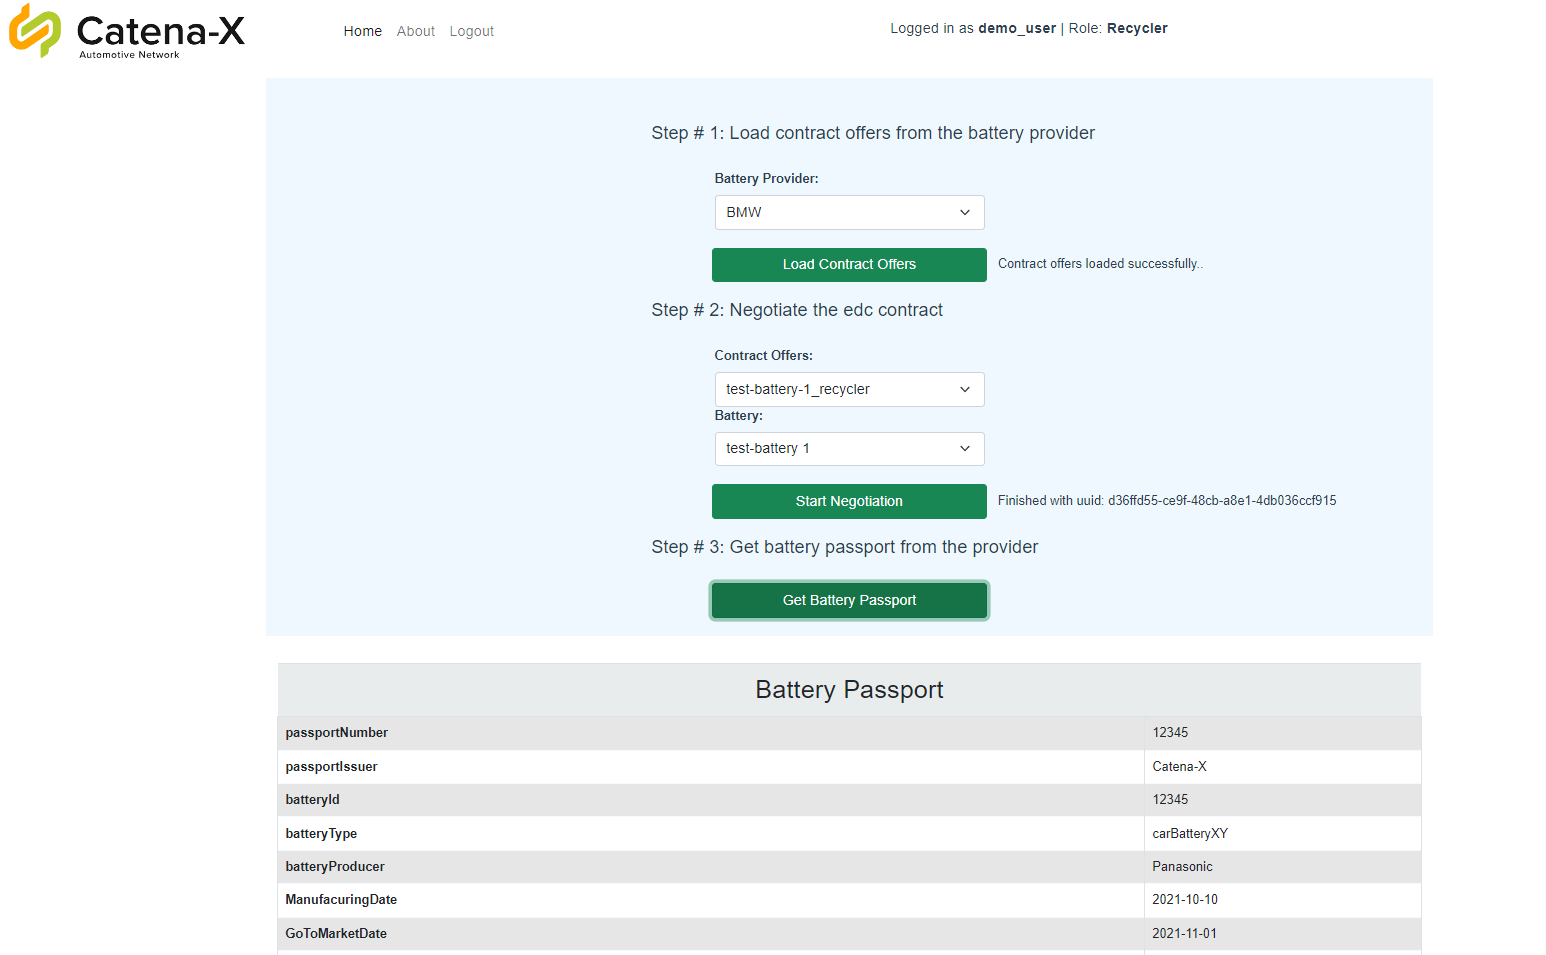 Catena-X
Automotive Network
Home About Logout
Logged in as demo_user | Role: Recycler
Step # 1: Load contract offers from the battery provider
Battery Provider:
BMW
Load Contract Offers Contract offers loaded successfully..
Step # 2: Negotiate the edc contract
Contract Offers:
test-battery-1_recycler
Battery:
test-battery 1
Start Negotiation Finished with uuid: d36ffd55-ce9f-48cb-a8e1-4db036ccf915
Step # 3: Get battery passport from the provider
Get Battery Passport
Battery Passport
passportNumber 12345
passportIssuer Catena-X
batteryId 12345
batteryType carBatteryXY
batteryProducer Panasonic
ManufacuringDate 2021-10-10
GoToMarketDate 2021-11-01